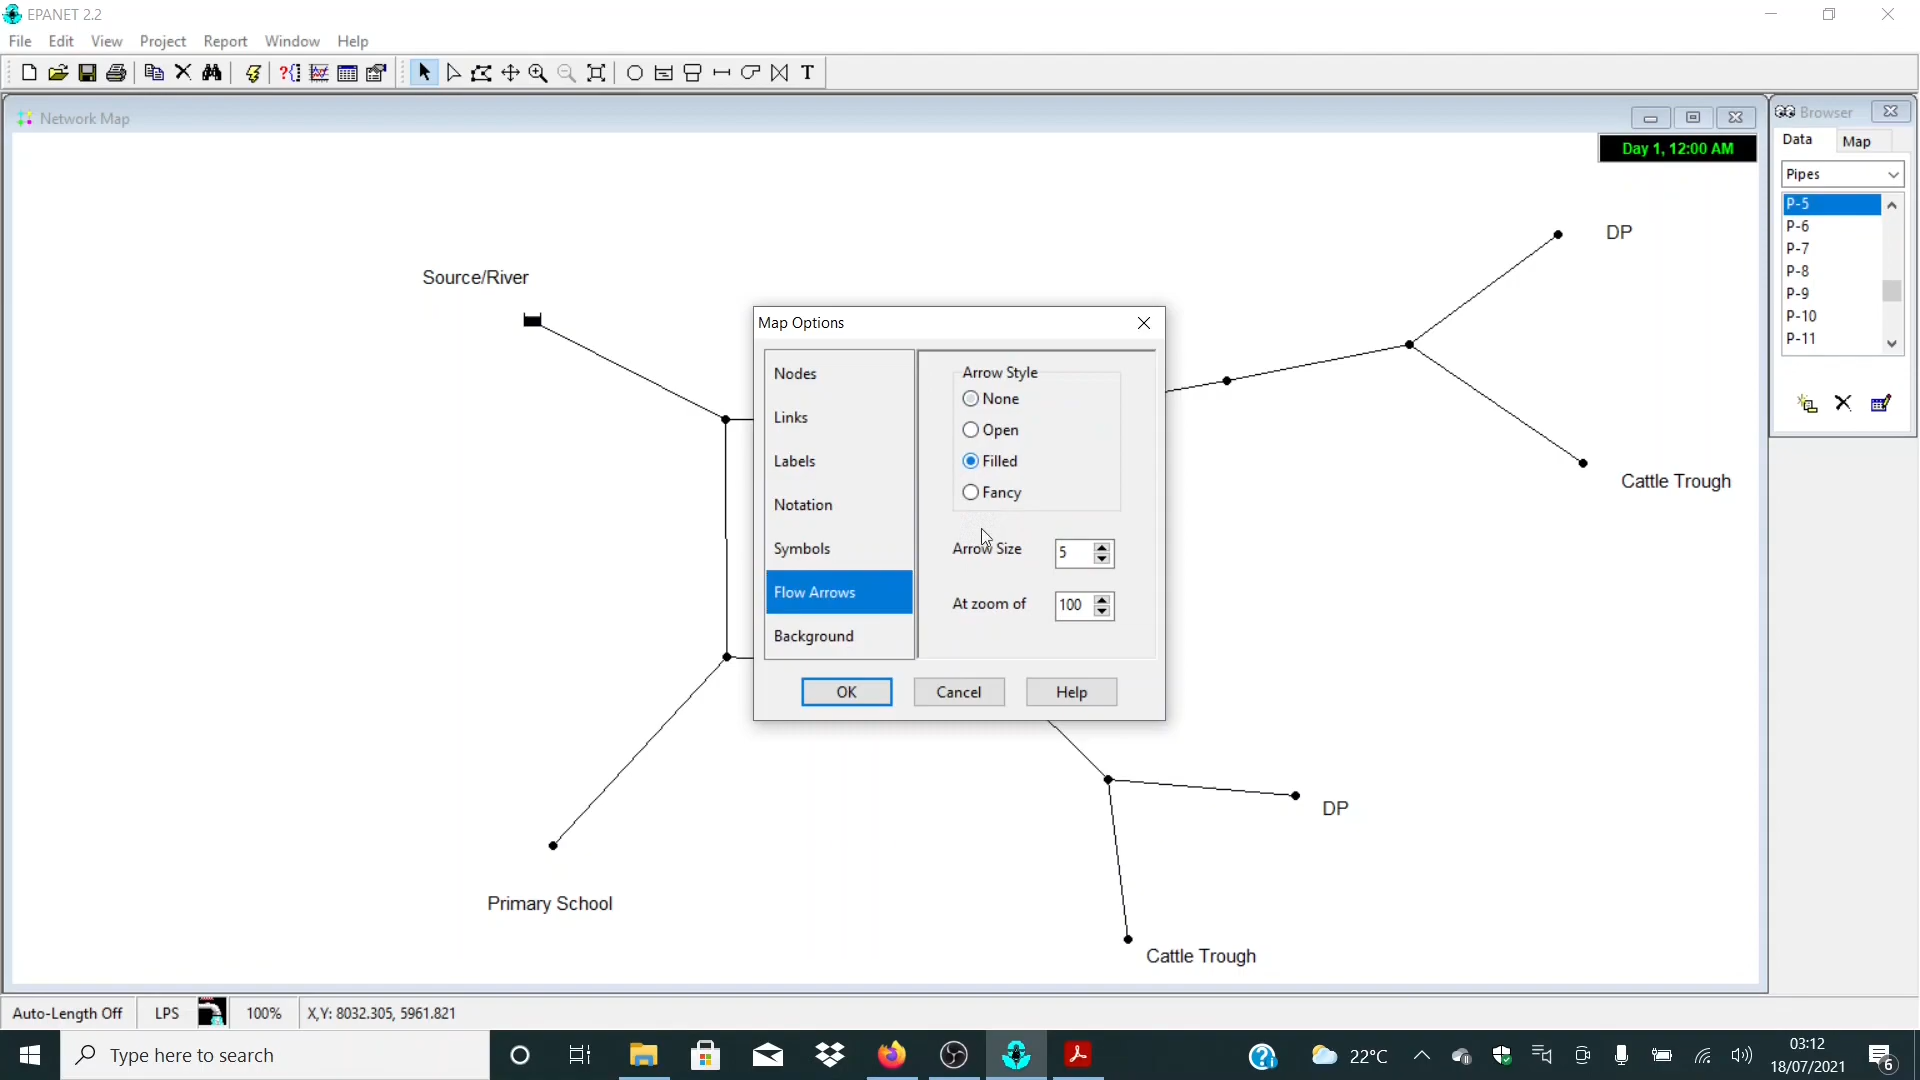 EPANET 2.2
File Edit View Project Report Window Help
T
Network Map
Browser
Day 1, 12:00 AM
Data Map
Pipes
P-5
P-6
P-7
P-8
P-9
P-10
P-11
DP
Source/River
Map Options
Nodes
Links
Labels
Notation
Symbols
Flow Arrows
Background
Arrow Style
None
Open
Filled
Fancy
Arrow Size 5
At zoom of 100
OK Cancel Help
Cattle Trough
DP
Primary School
Cattle Trough
Auto-Length Off LPS 100% X,Y: 8032.305, 5961.821
Type here to search
22°C
03:12
18/07/2021
6